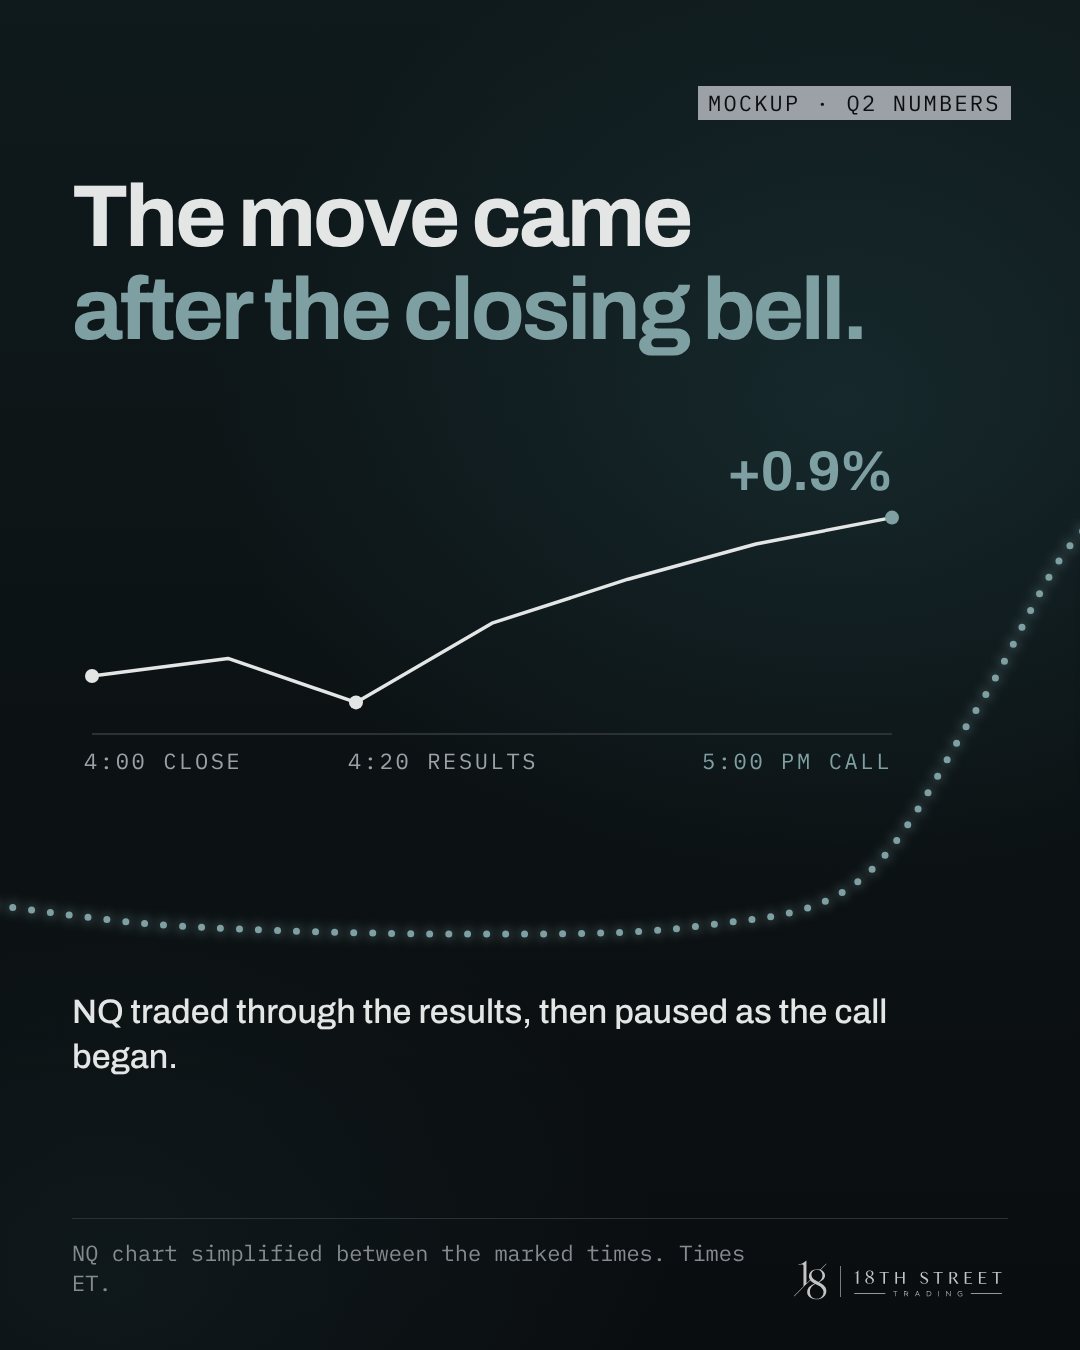 MOCKUP · Q2 NUMBERS
The move came
after the closing bell.
+0.9%
4:00 CLOSE
4:20 RESULTS
5:00 PM CALL
NQ traded through the results, then paused as the call
began.
NQ chart simplified between the marked times. Times
ET.
18
18TH STREET
TRADING